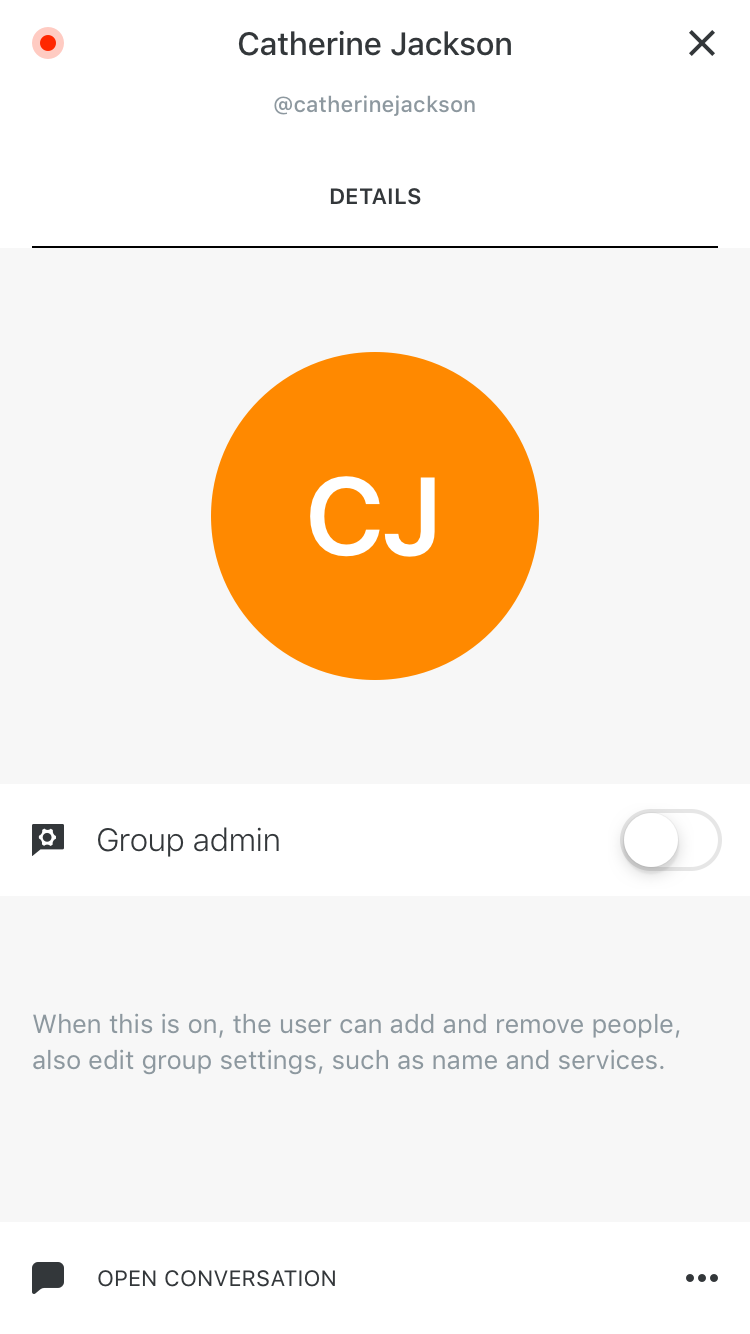 Catherine Jackson
@catherinejackson
DETAILS
CJ
Group admin
When this is on, the user can add and remove people,
also edit group settings, such as name and services.
OPEN CONVERSATION